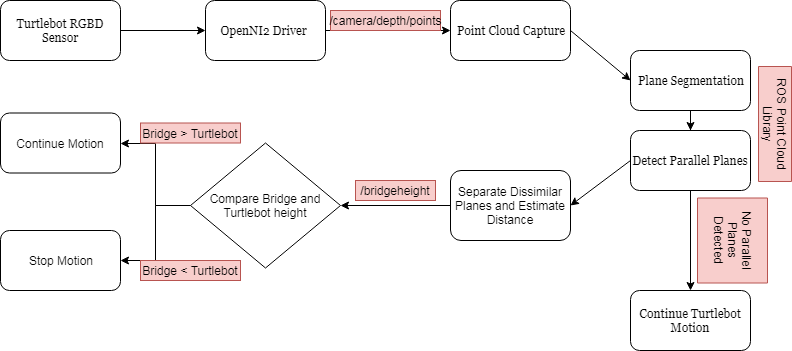 Turtlebot RGBD
Sensor
OpenNI2 Driver
/camera/depth/points
Point Cloud Capture
Plane Segmentation
ROS Point Cloud
Library
Detect Parallel Planes
No Parallel
Planes
Detected
Continue Turtlebot
Motion
Separate Dissimilar
Planes and Estimate
Distance
/bridgeheight
Compare Bridge and
Turtlebot height
Bridge > Turtlebot
Continue Motion
Bridge < Turtlebot
Stop Motion